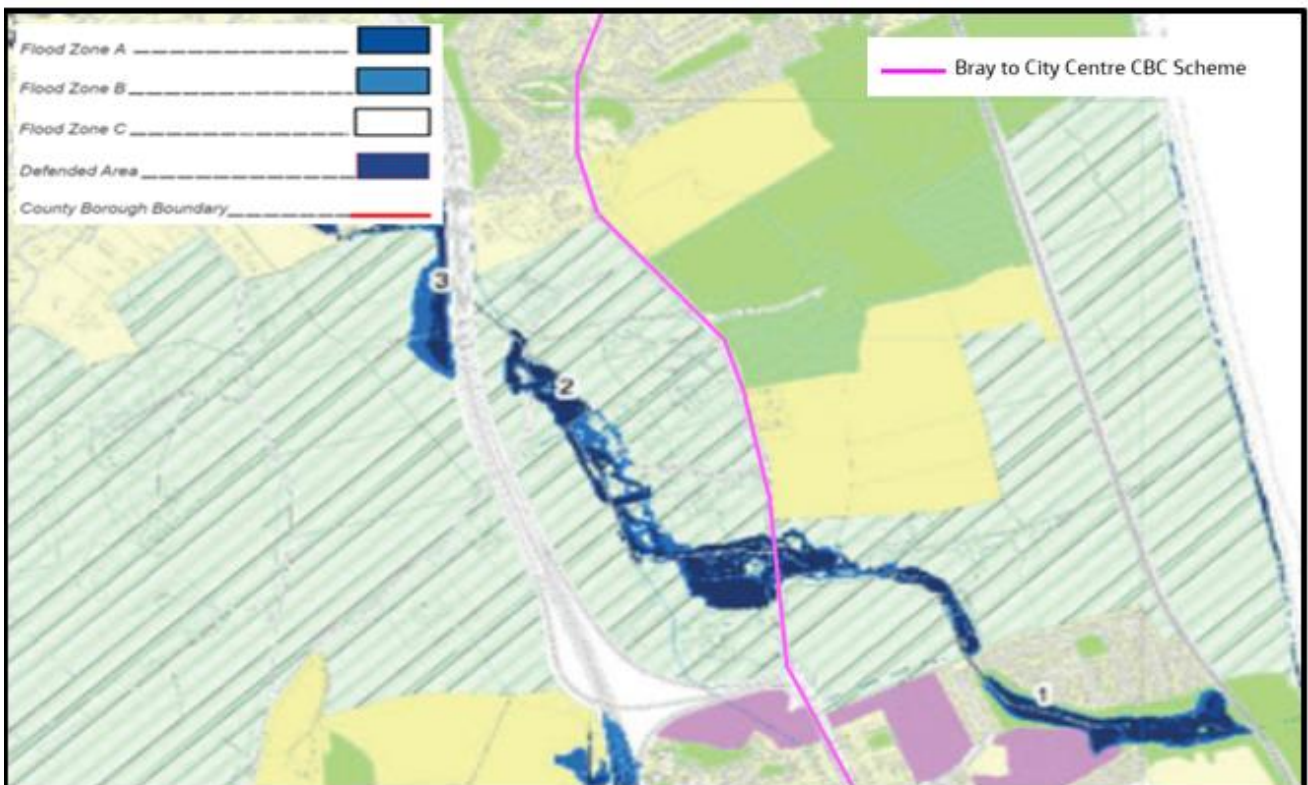 Flood Zone A
Flood Zone B
Flood Zone C
Defended Area
County Borough Boundary
Bray to City Centre CBC Scheme
3
2
1